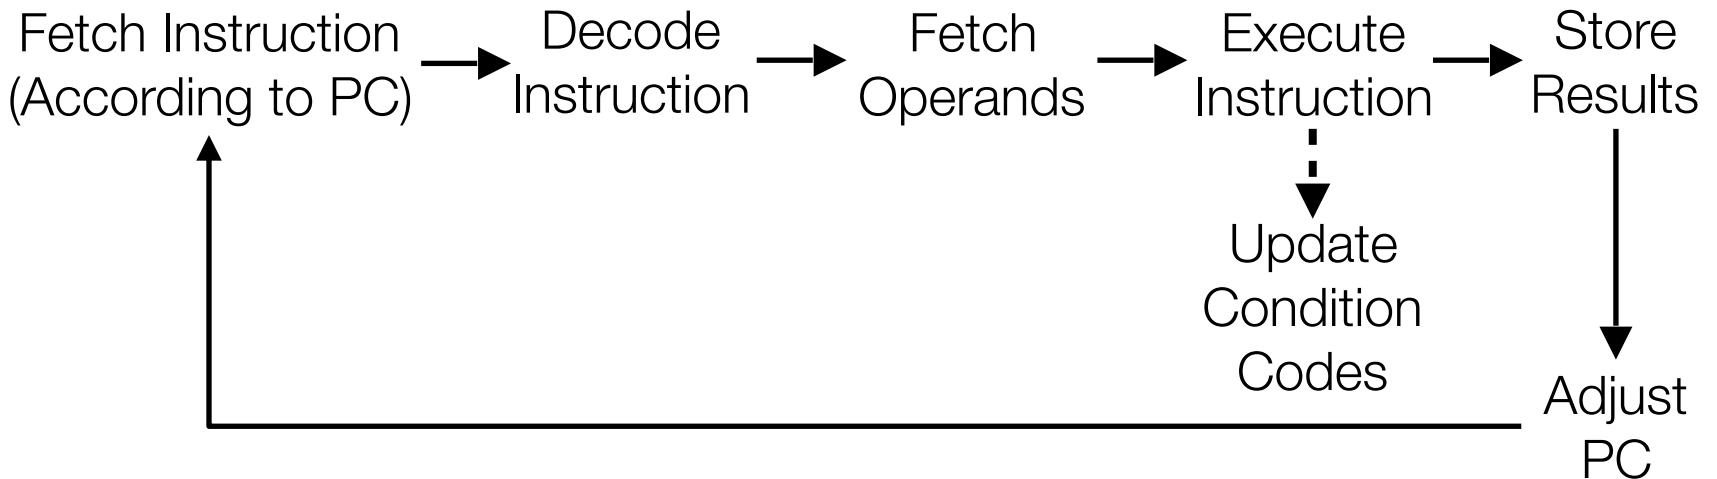 Fetch Instruction
(According to PC)
Decode
Instruction
Fetch
Operands
Execute
Instruction
Store
Results
Update
Condition
Codes
Adjust
PC